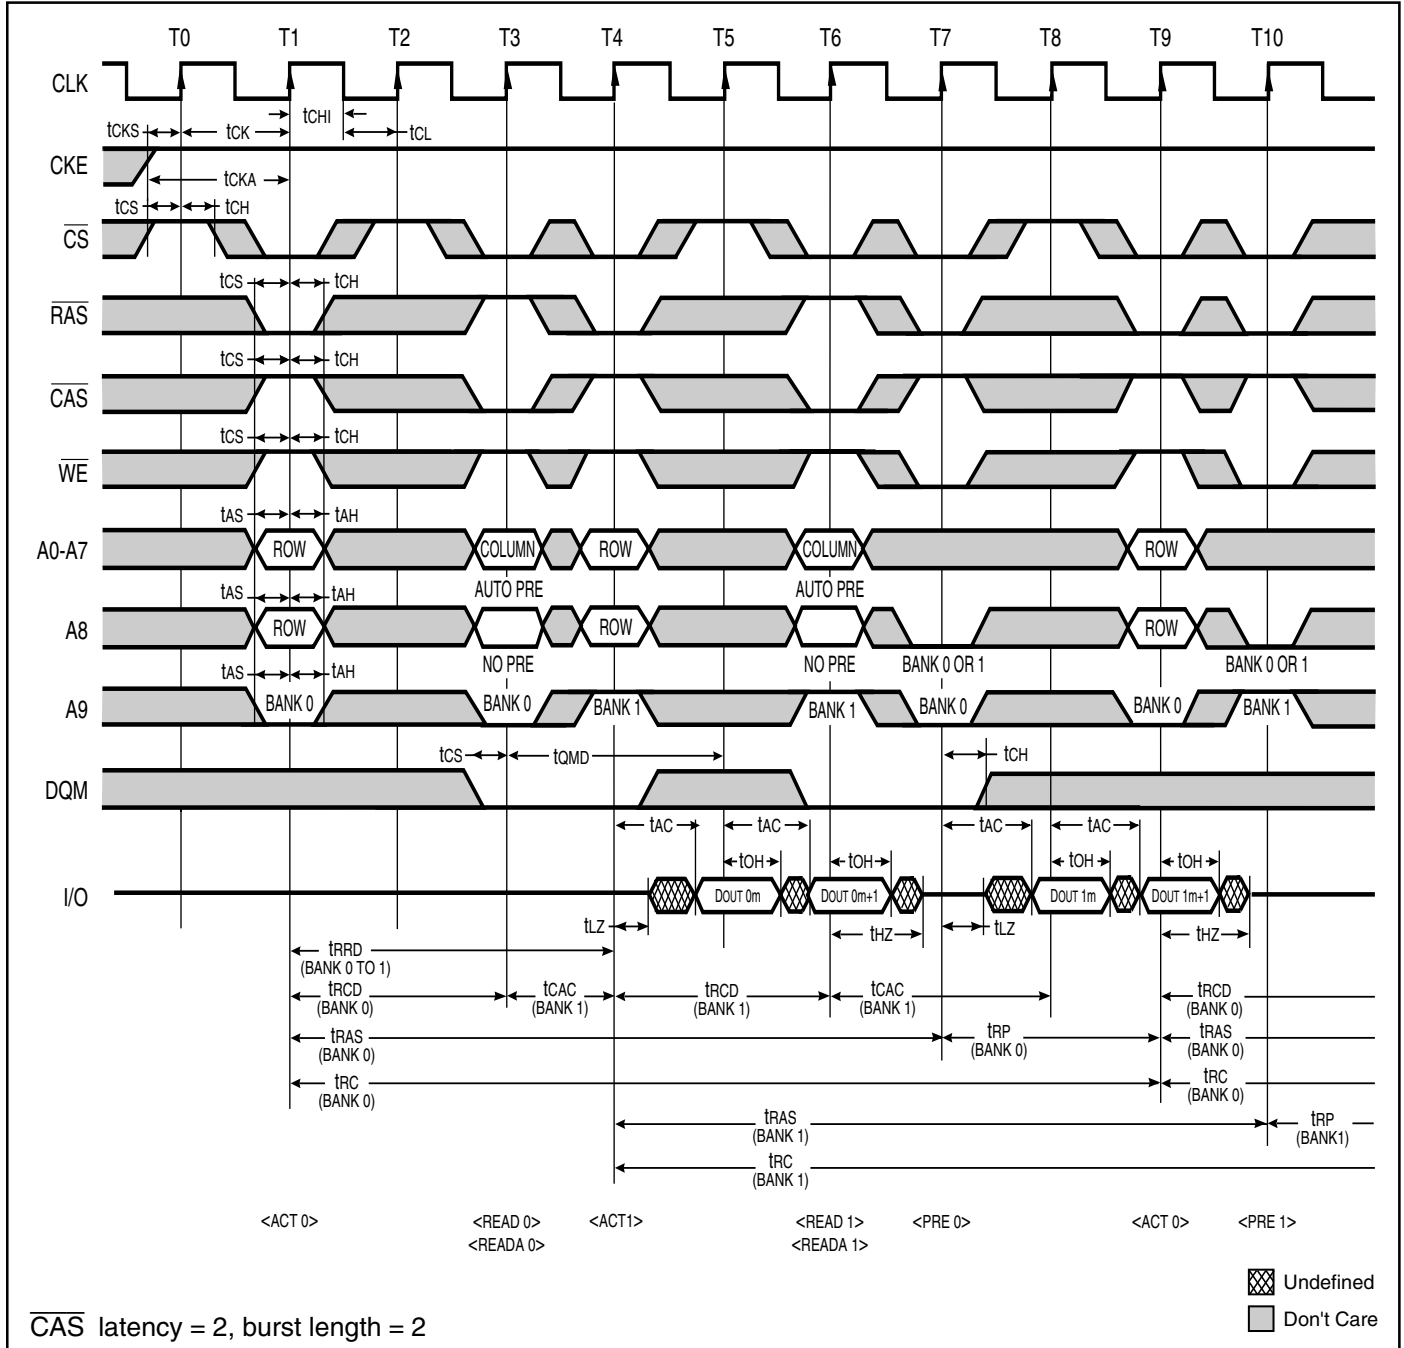 T0 T1 T2 T3 T4 T5 T6 T7 T8 T9 T10
CLK
tCHI
tCKS tCK tCL
CKE
tCKA
tCS tCH
CS
tCS tCH
RAS
tCS tCH
CAS
tCS tCH
WE
tAS tAH
A0-A7 ROW COLUMN ROW COLUMN ROW
AUTO PRE AUTO PRE
tAS tAH
A8 ROW ROW ROW
NO PRE NO PRE BANK 0 OR 1 BANK 0 OR 1
tAS tAH
A9 BANK 0 BANK 0 BANK 1 BANK 1 BANK 0 BANK 0 BANK 1
tCS tQMD tCH
DQM
tAC tAC tAC tAC
tOH tOH tOH tOH
I/O DOUT 0m DOUT 0m+1 DOUT 1m DOUT 1m+1
tLZ tHZ tLZ tHZ
tRRD
(BANK 0 TO 1)
tRCD tCAC tRCD tCAC tRCD
(BANK 0) (BANK 1) (BANK 1) (BANK 1) (BANK 0)
tRAS tRP tRAS
(BANK 0) (BANK 0) (BANK 0)
tRC tRC
(BANK 0) (BANK 0)
tRAS tRP
(BANK 1) (BANK1)
tRC
(BANK 1)
<ACT 0> <READ 0> <ACT1> <READ 1> <PRE 0> <ACT 0> <PRE 1>
<READA 0> <READA 1>
Undefined
Don't Care
CAS latency = 2, burst length = 2